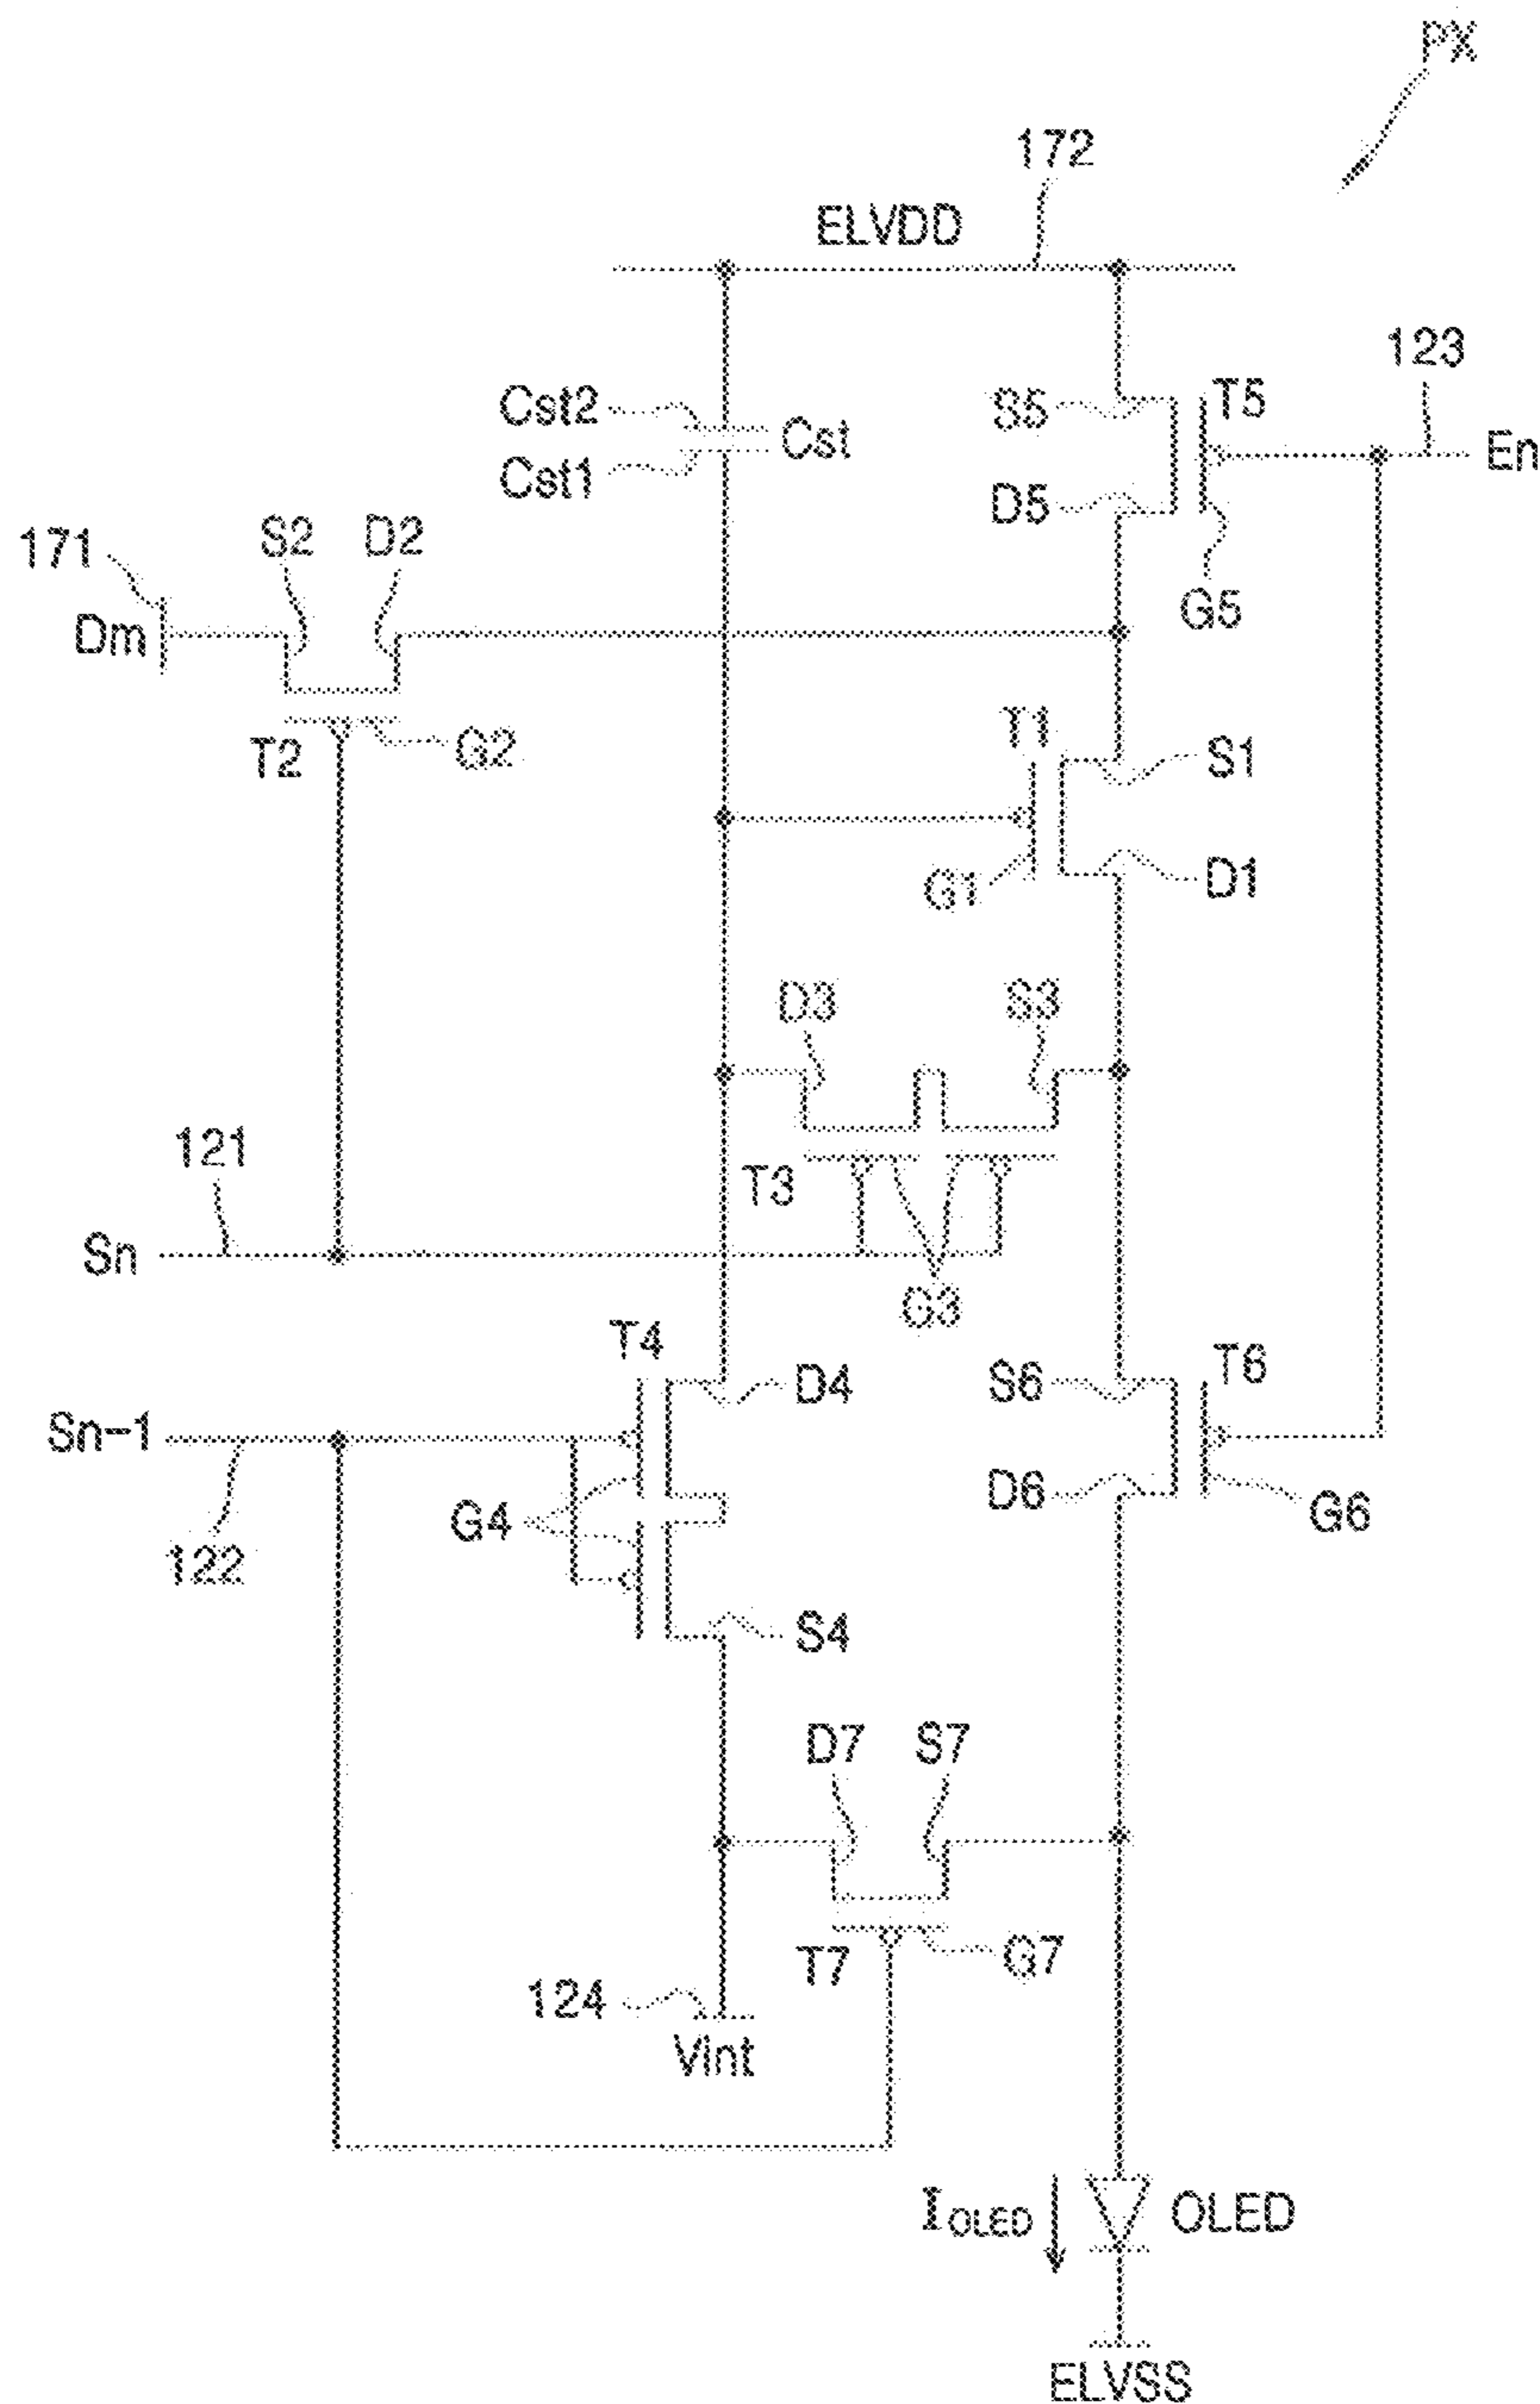 PX
172
ELVDD
123
Cst2
Cst
Cst1
S5
T5
En
D5
G5
171
S2
D2
Dm
T2
G2
T1
S1
G1
D1
D3
S3
121
T3
Sn
G3
T4
D4
S6
T6
Sn-1
G4
D6
G6
122
S4
D7
S7
T7
G7
124
Vint
IOLED
OLED
ELVSS